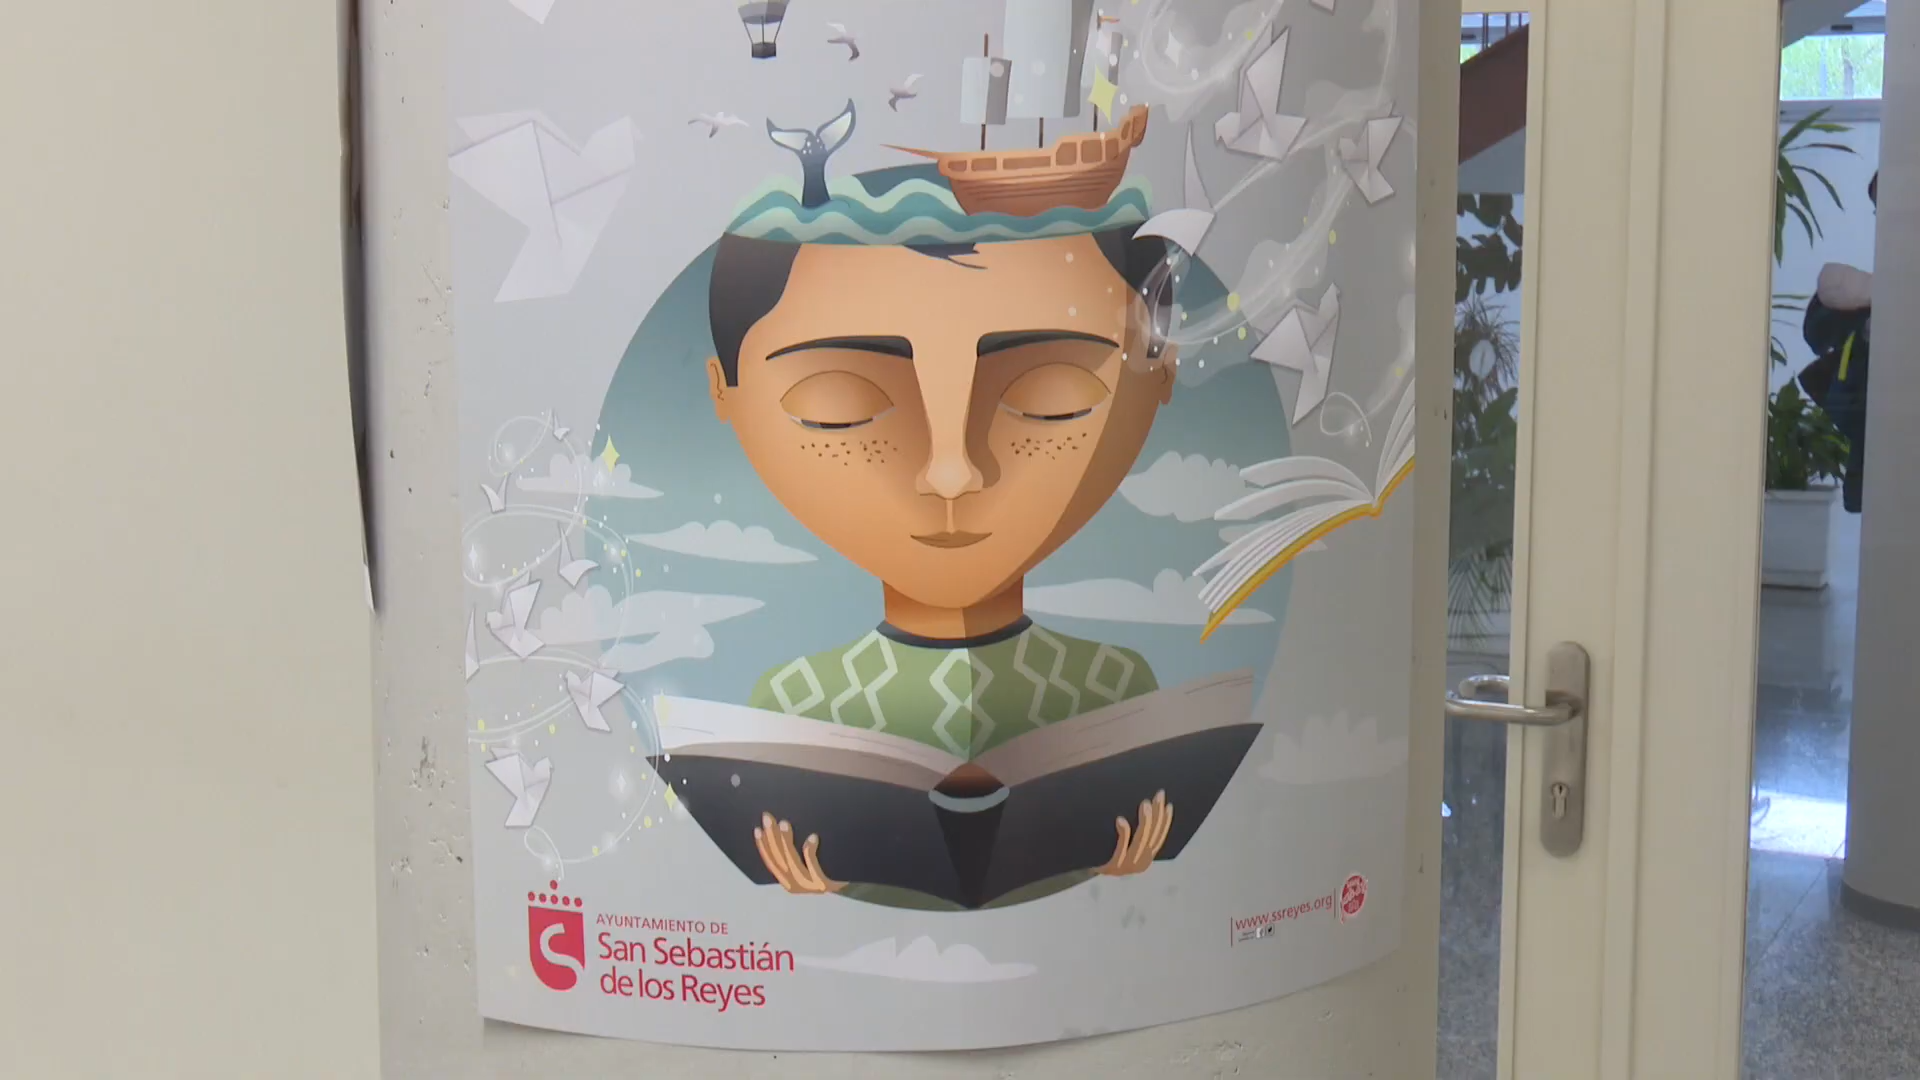 AYUNTAMIENTO DE
San Sebastián
de los Reyes
www.ssreyes.org